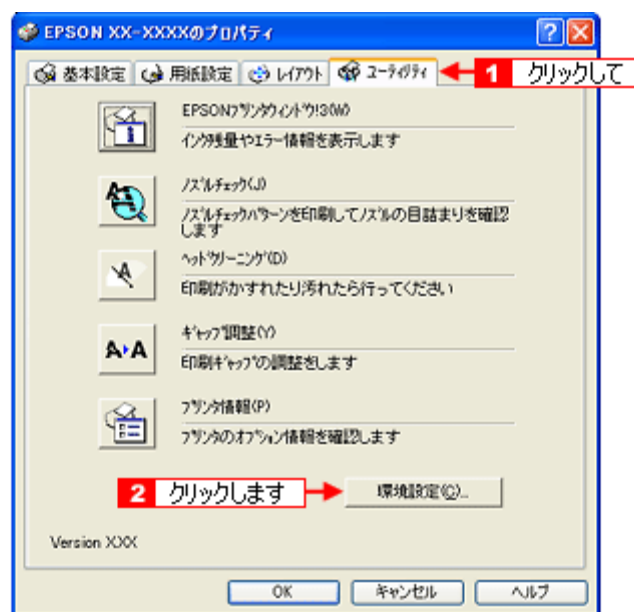 EPSON XX-XXXXのプロパティ
基本設定 用紙設定 レイアウト ユーティリティ 1 クリックして
EPSONプリンタウィンドウ!3(W)
インク残量やエラー情報を表示します
ノズルチェック(J)
ノズルチェックパターンを印刷してノズルの目詰まりを確認
します
ヘッドクリーニング(D)
印刷がかすれたり汚れたら行ってください
ギャップ調整(Y)
A▸A
印刷ギャップの調整をします
プリンタ情報(P)
プリンタのオプション情報を確認します
2 クリックします 環境設定(C)...
Version XXX
OK キャンセル ヘルプ